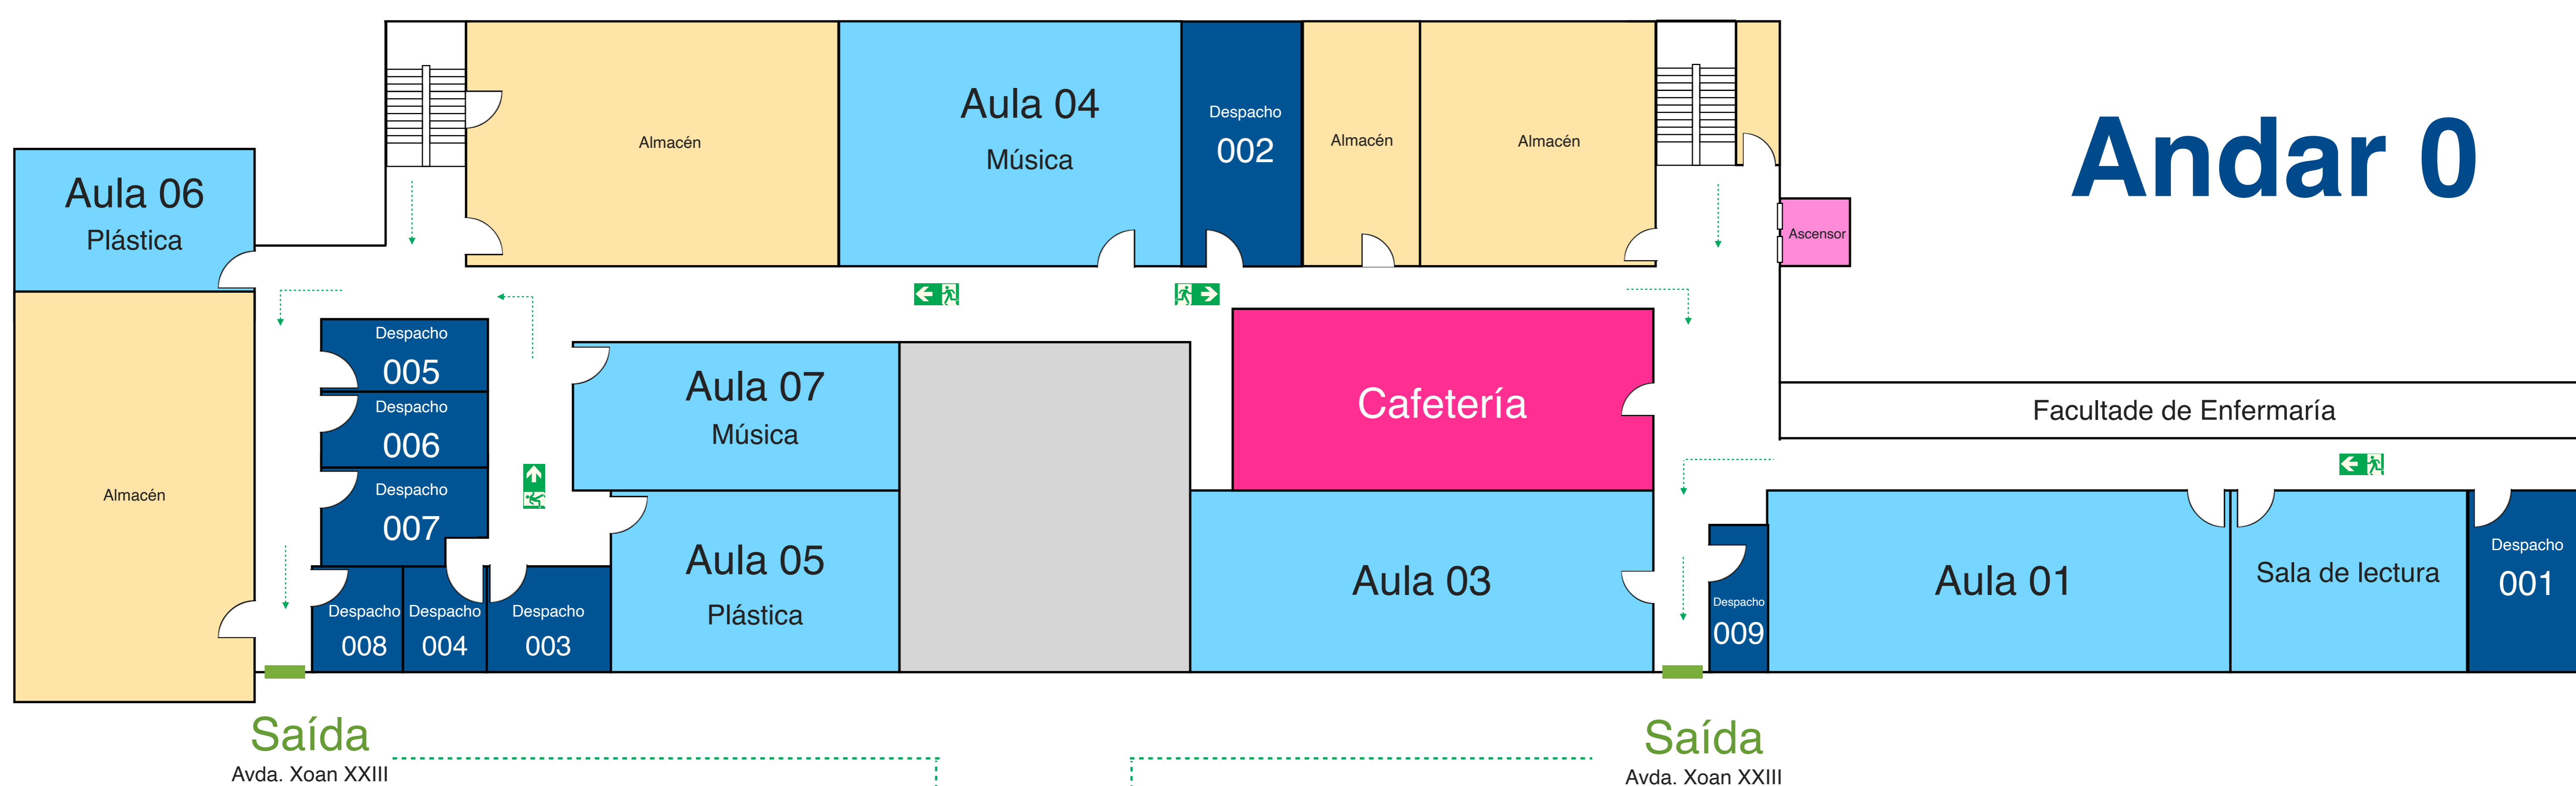 Andar 0
Aula 06
Plástica
Almacén
Almacén
Aula 04
Música
Despacho
002
Almacén
Almacén
Ascensor
Despacho
005
Despacho
006
Despacho
007
Despacho
008
Despacho
004
Despacho
003
Aula 07
Música
Aula 05
Plástica
Cafetería
Aula 03
Facultade de Enfermaría
Despacho
009
Aula 01
Sala de lectura
Despacho
001
Saída
Avda. Xoan XXIII
Saída
Avda. Xoan XXIII